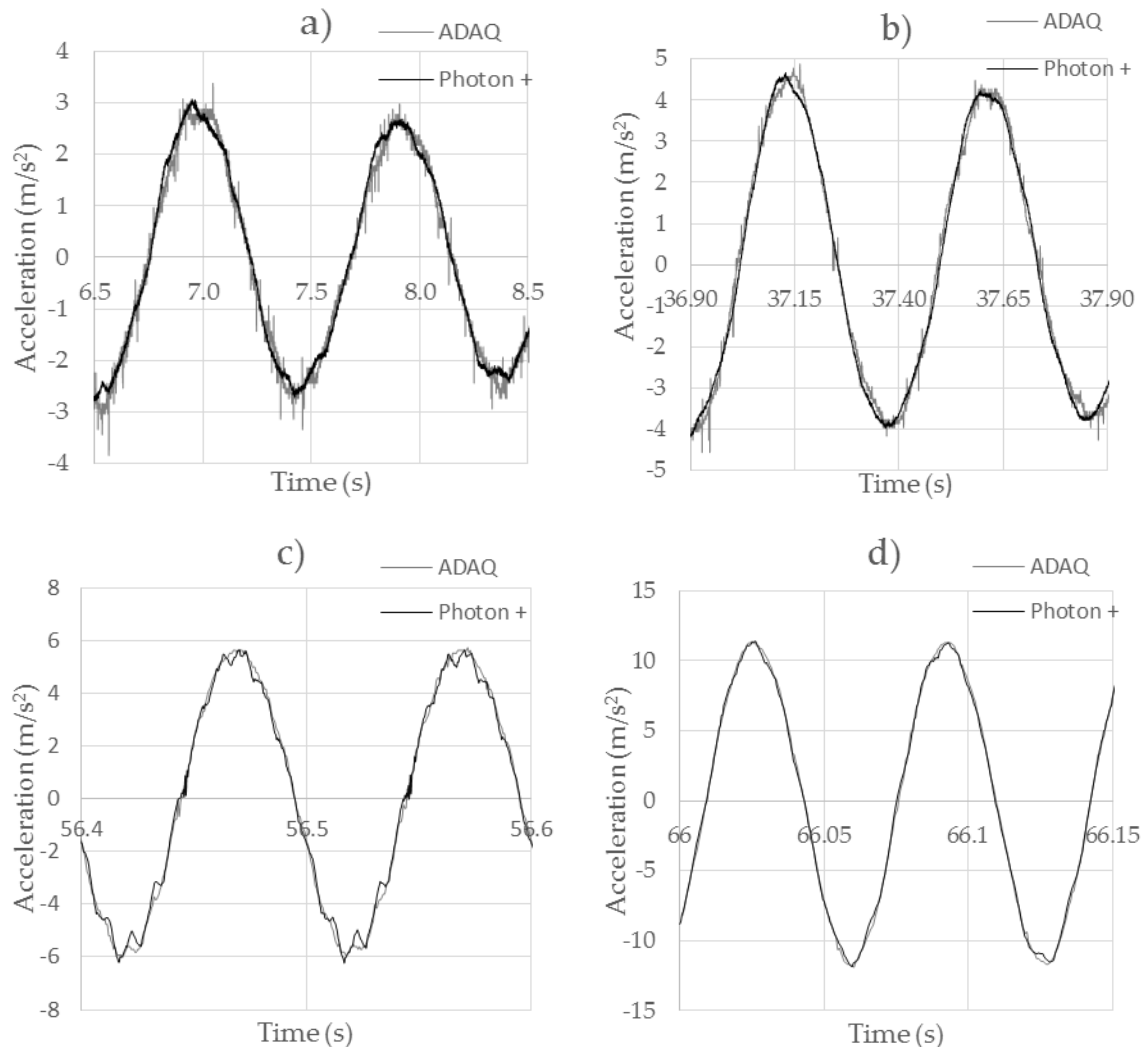 a)
ADAQ
Photon +
Acceleration (m/s²)
4
3
2
1
0
-1
-2
-3
-4
6.5 7.0 7.5 8.0 8.5
Time (s)
b)
ADAQ
Photon +
Acceleration (m/s²)
5
4
3
2
1
0
-1
-2
-3
-4
-5
36.90 37.15 37.40 37.65 37.90
Time (s)
c)
ADAQ
Photon +
Acceleration (m/s²)
8
6
4
2
0
-2
-4
-6
-8
56.4 56.5 56.6
Time (s)
d)
ADAQ
Photon +
Acceleration (m/s²)
15
10
5
0
-5
-10
-15
66 66.05 66.1 66.15
Time (s)